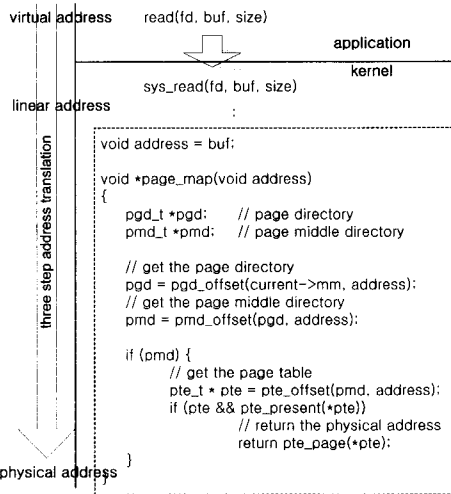 virtual address
read(fd, buf, size)
application
kernel
sys_read(fd, buf, size)
linear address
:
three step address translation
void address = buf;
void *page_map(void address)
{
pgd_t *pgd; // page directory
pmd_t *pmd; // page middle directory
// get the page directory
pgd = pgd_offset(current->mm, address);
// get the page middle directory
pmd = pmd_offset(pgd, address);
if (pmd) {
// get the page table
pte_t * pte = pte_offset(pmd, address);
if (pte && pte_present(*pte))
// return the physical address
return pte_page(*pte);
}
}
physical address